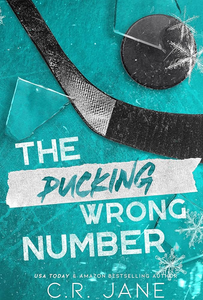 THE
PUCKING
WRONG
NUMBER
USA TODAY & AMAZON BESTSELLING AUTHOR
C.R. JANE